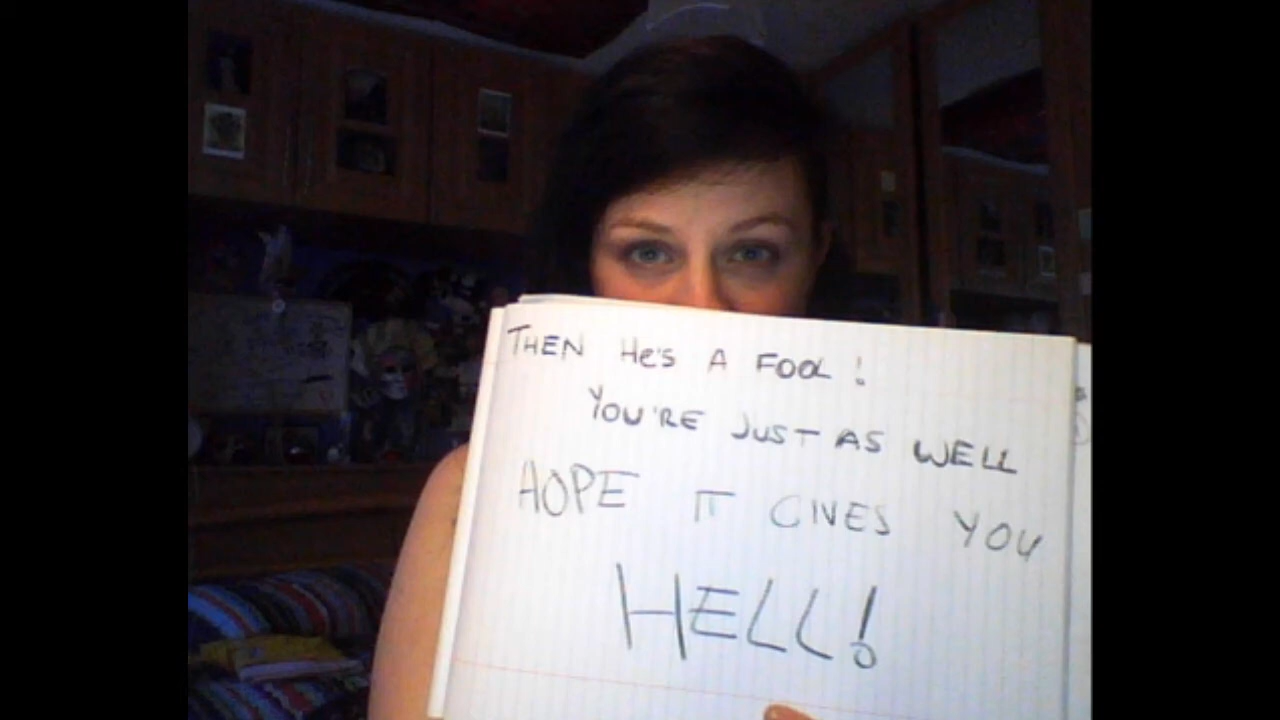 THEN He's A FOOL!
YOU'RE JUST AS WELL
HOPE IT GIVES YOU
HELL!